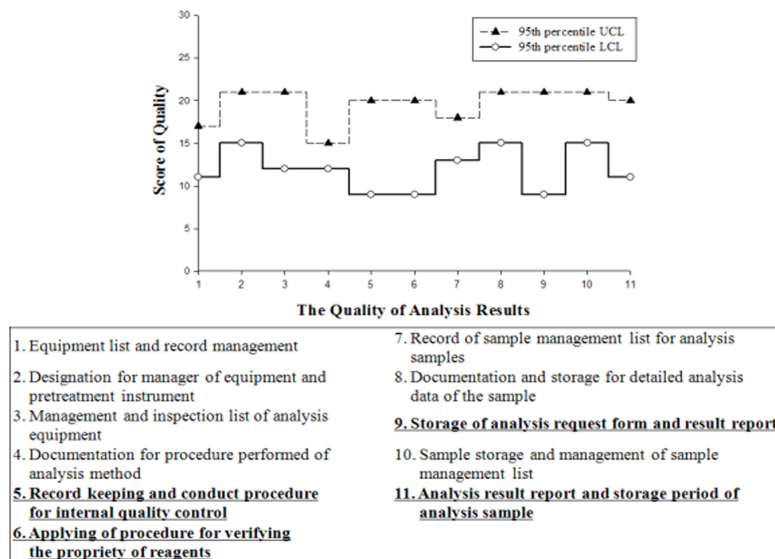 30
25
20
15
10
5
0
Score of Quality
95th percentile UCL
95th percentile LCL
1 2 3 4 5 6 7 8 9 10 11
The Quality of Analysis Results
1. Equipment list and record management
2. Designation for manager of equipment and
pretreatment instrument
3. Management and inspection list of analysis
equipment
4. Documentation for procedure performed of
analysis method
5. Record keeping and conduct procedure
for internal quality control
6. Applying of procedure for verifying
the propriety of reagents
7. Record of sample management list for analysis
samples
8. Documentation and storage for detailed analysis
data of the sample
9. Storage of analysis request form and result report
10. Sample storage and management of sample
management list
11. Analysis result report and storage period of
analysis sample